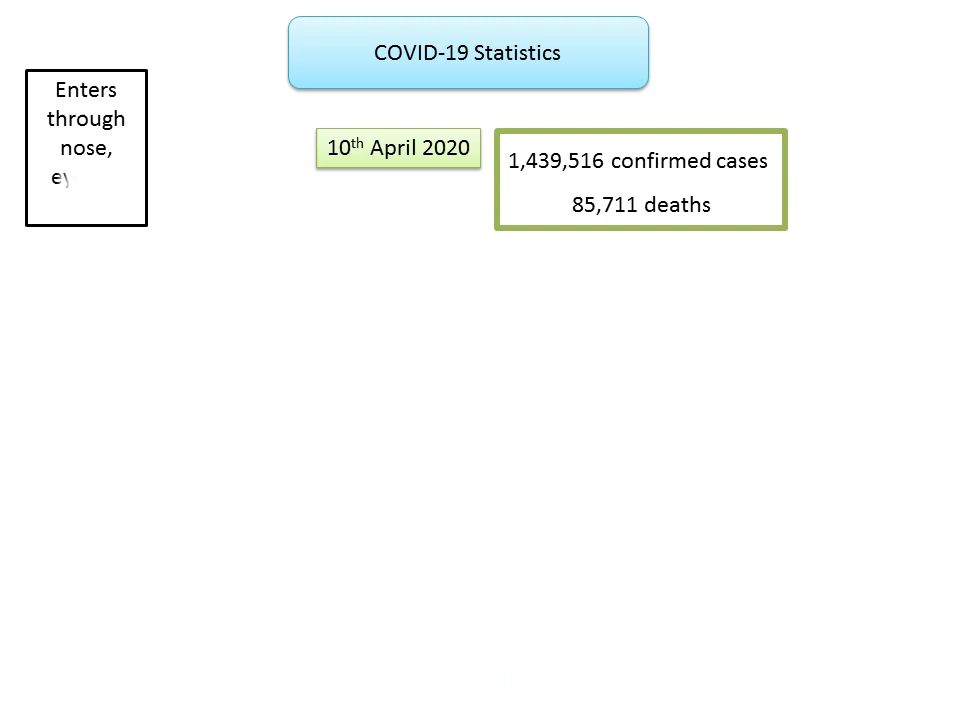 COVID-19 Statistics
Enters
through
nose,
10th April 2020
1,439,516 confirmed cases
85,711 deaths